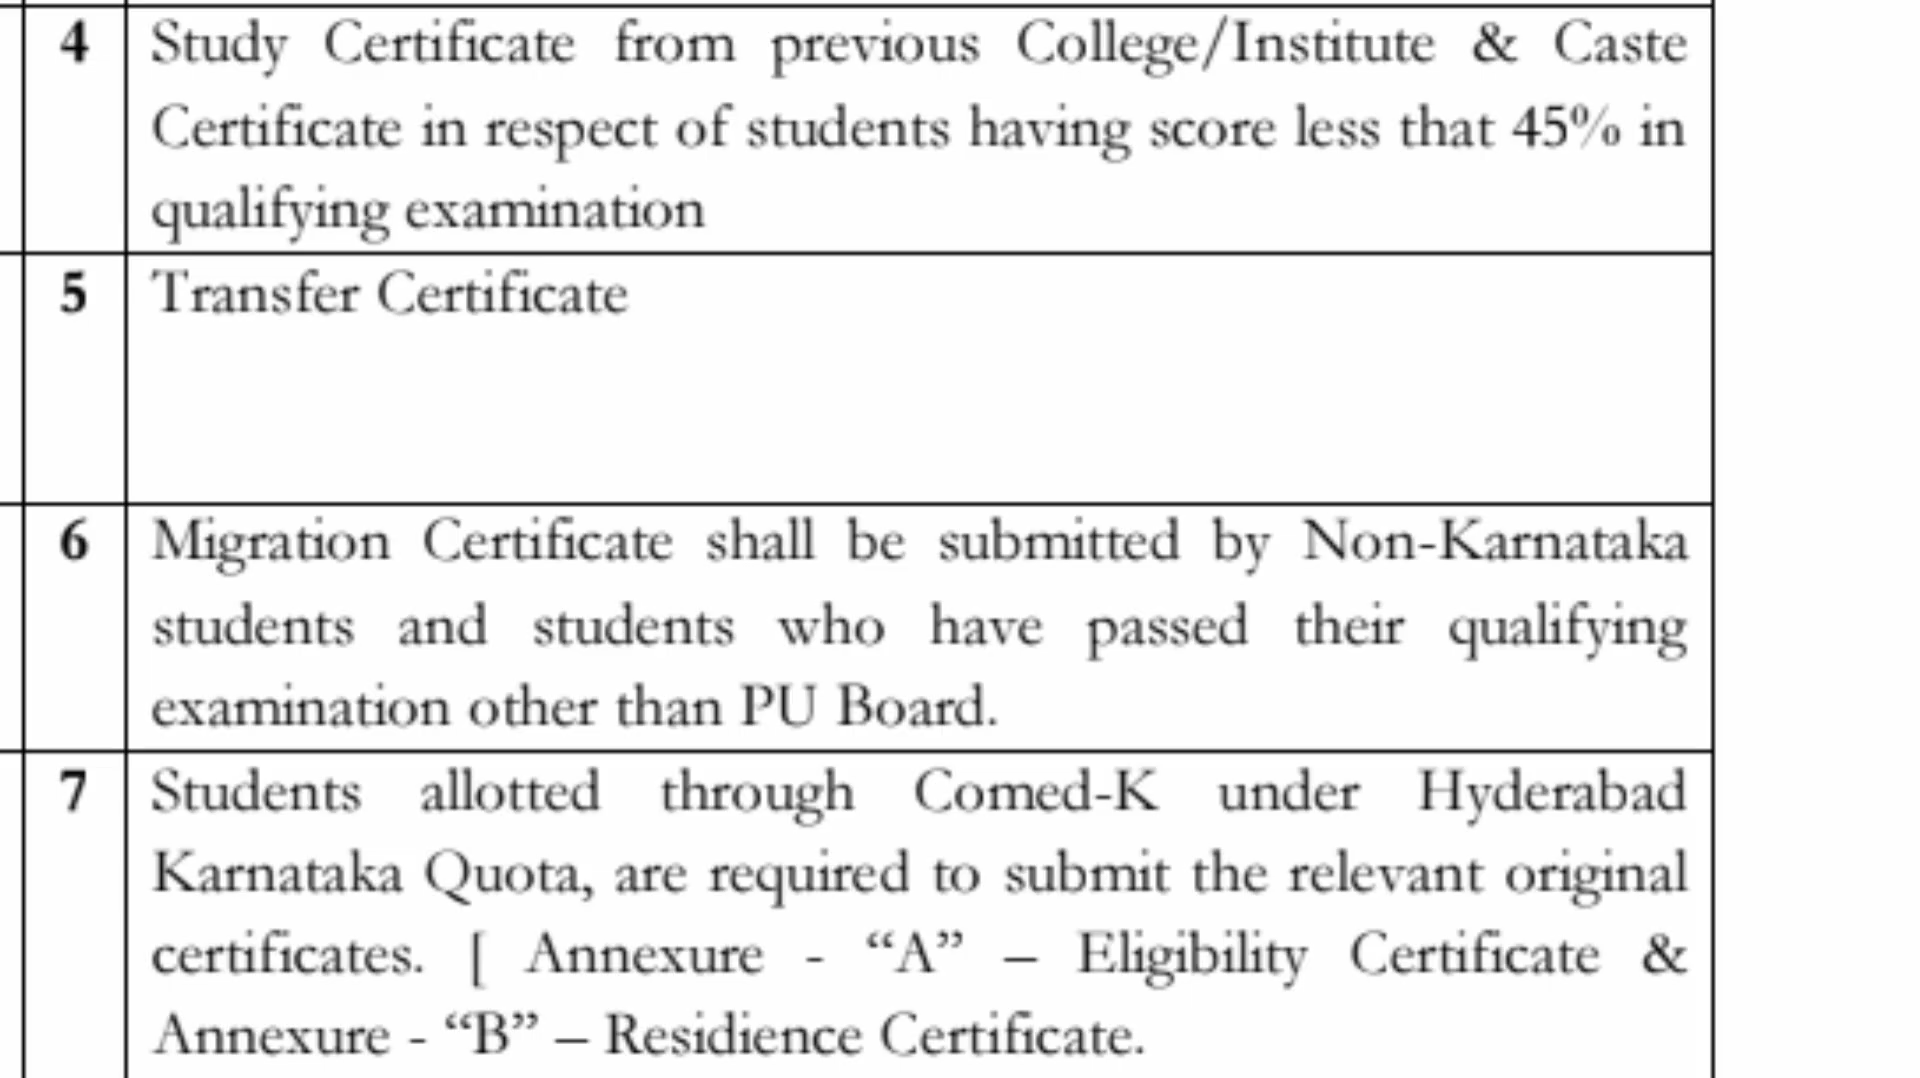 4 Study Certificate from previous College/Institute & Caste
Certificate in respect of students having score less that 45% in
qualifying examination
5 Transfer Certificate
6 Migration Certificate shall be submitted by Non-Karnataka
students and students who have passed their qualifying
examination other than PU Board.
7 Students allotted through Comed-K under Hyderabad
Karnataka Quota, are required to submit the relevant original
certificates. [ Annexure - “A” – Eligibility Certificate &
Annexure - “B” – Residience Certificate.